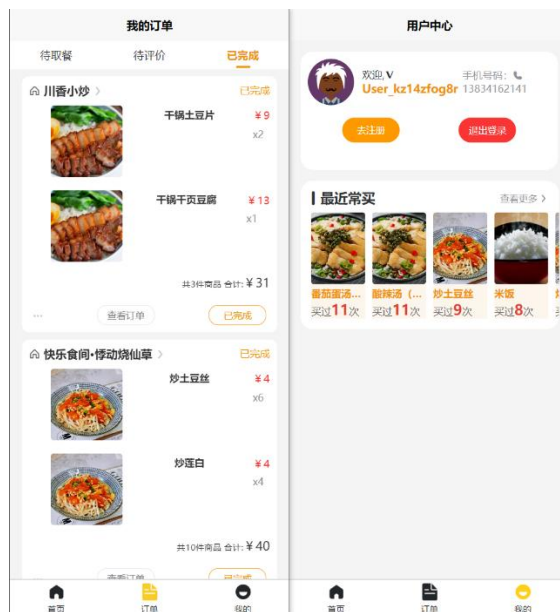 我的订单
待取餐
待评价
已完成
川香小炒 >
已完成
干锅土豆片
￥9
x2
干锅千页豆腐
￥13
x1
共3件商品 合计:￥31
...
查看订单
已完成
快乐食间•悸动烧仙草 >
已完成
炒土豆丝
￥4
x6
炒莲白
￥4
x4
共10件商品 合计:￥40
查看订单
已完成
首页
订单
我的
用户中心
欢迎,V
User_kz14zfog8r
手机号码:
13834162141
去注册
退出登录
最近常买
查看更多 >
番茄蛋汤...
买过11次
酸辣汤（...
买过11次
炒土豆丝
买过9次
米饭
买过8次
首页
订单
我的